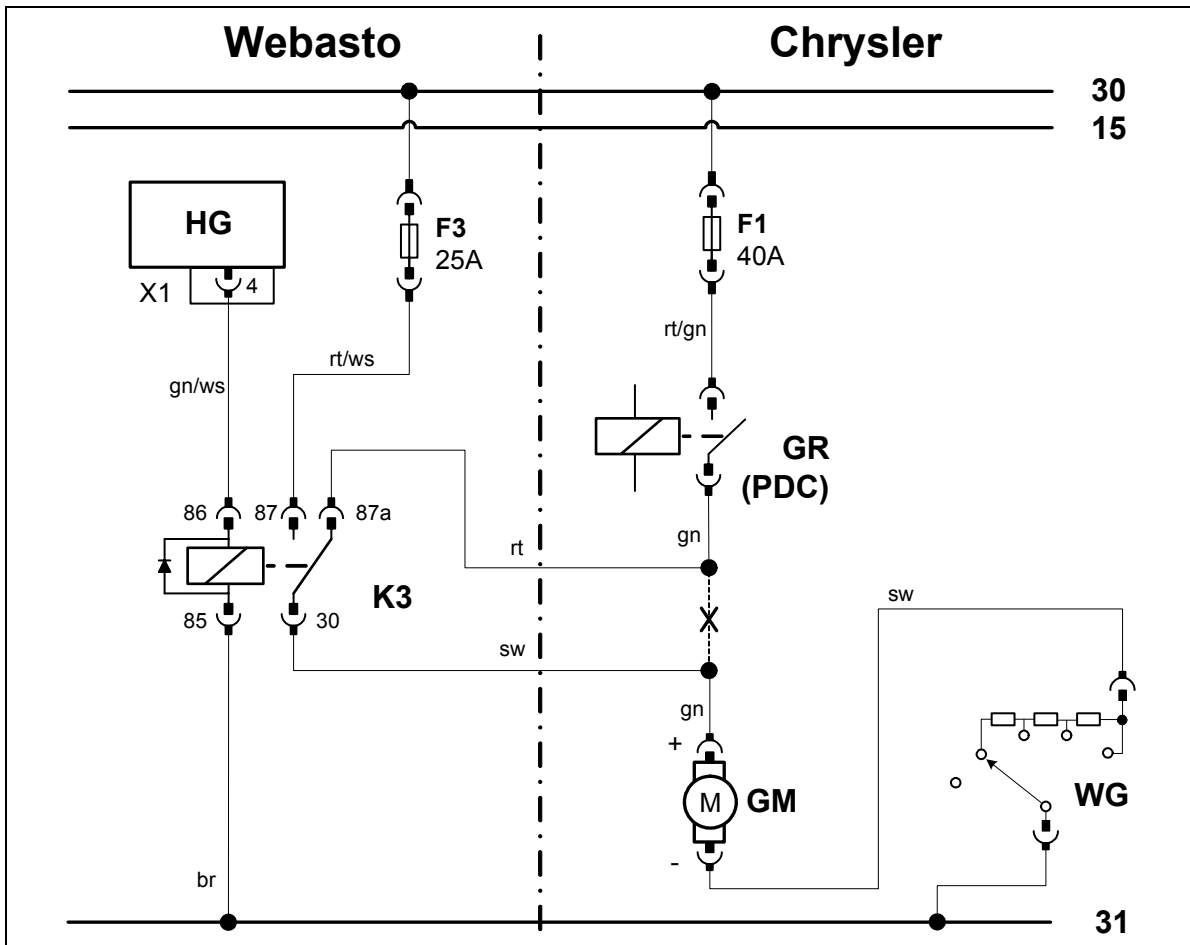 Webasto
Chrysler
30
15
HG
X1
4
F3
25A
F1
40A
rt/gn
rt/ws
gn/ws
GR
(PDC)
86
87
87a
gn
rt
K3
85
30
sw
sw
gn
+
M
GM
WG
-
br
31